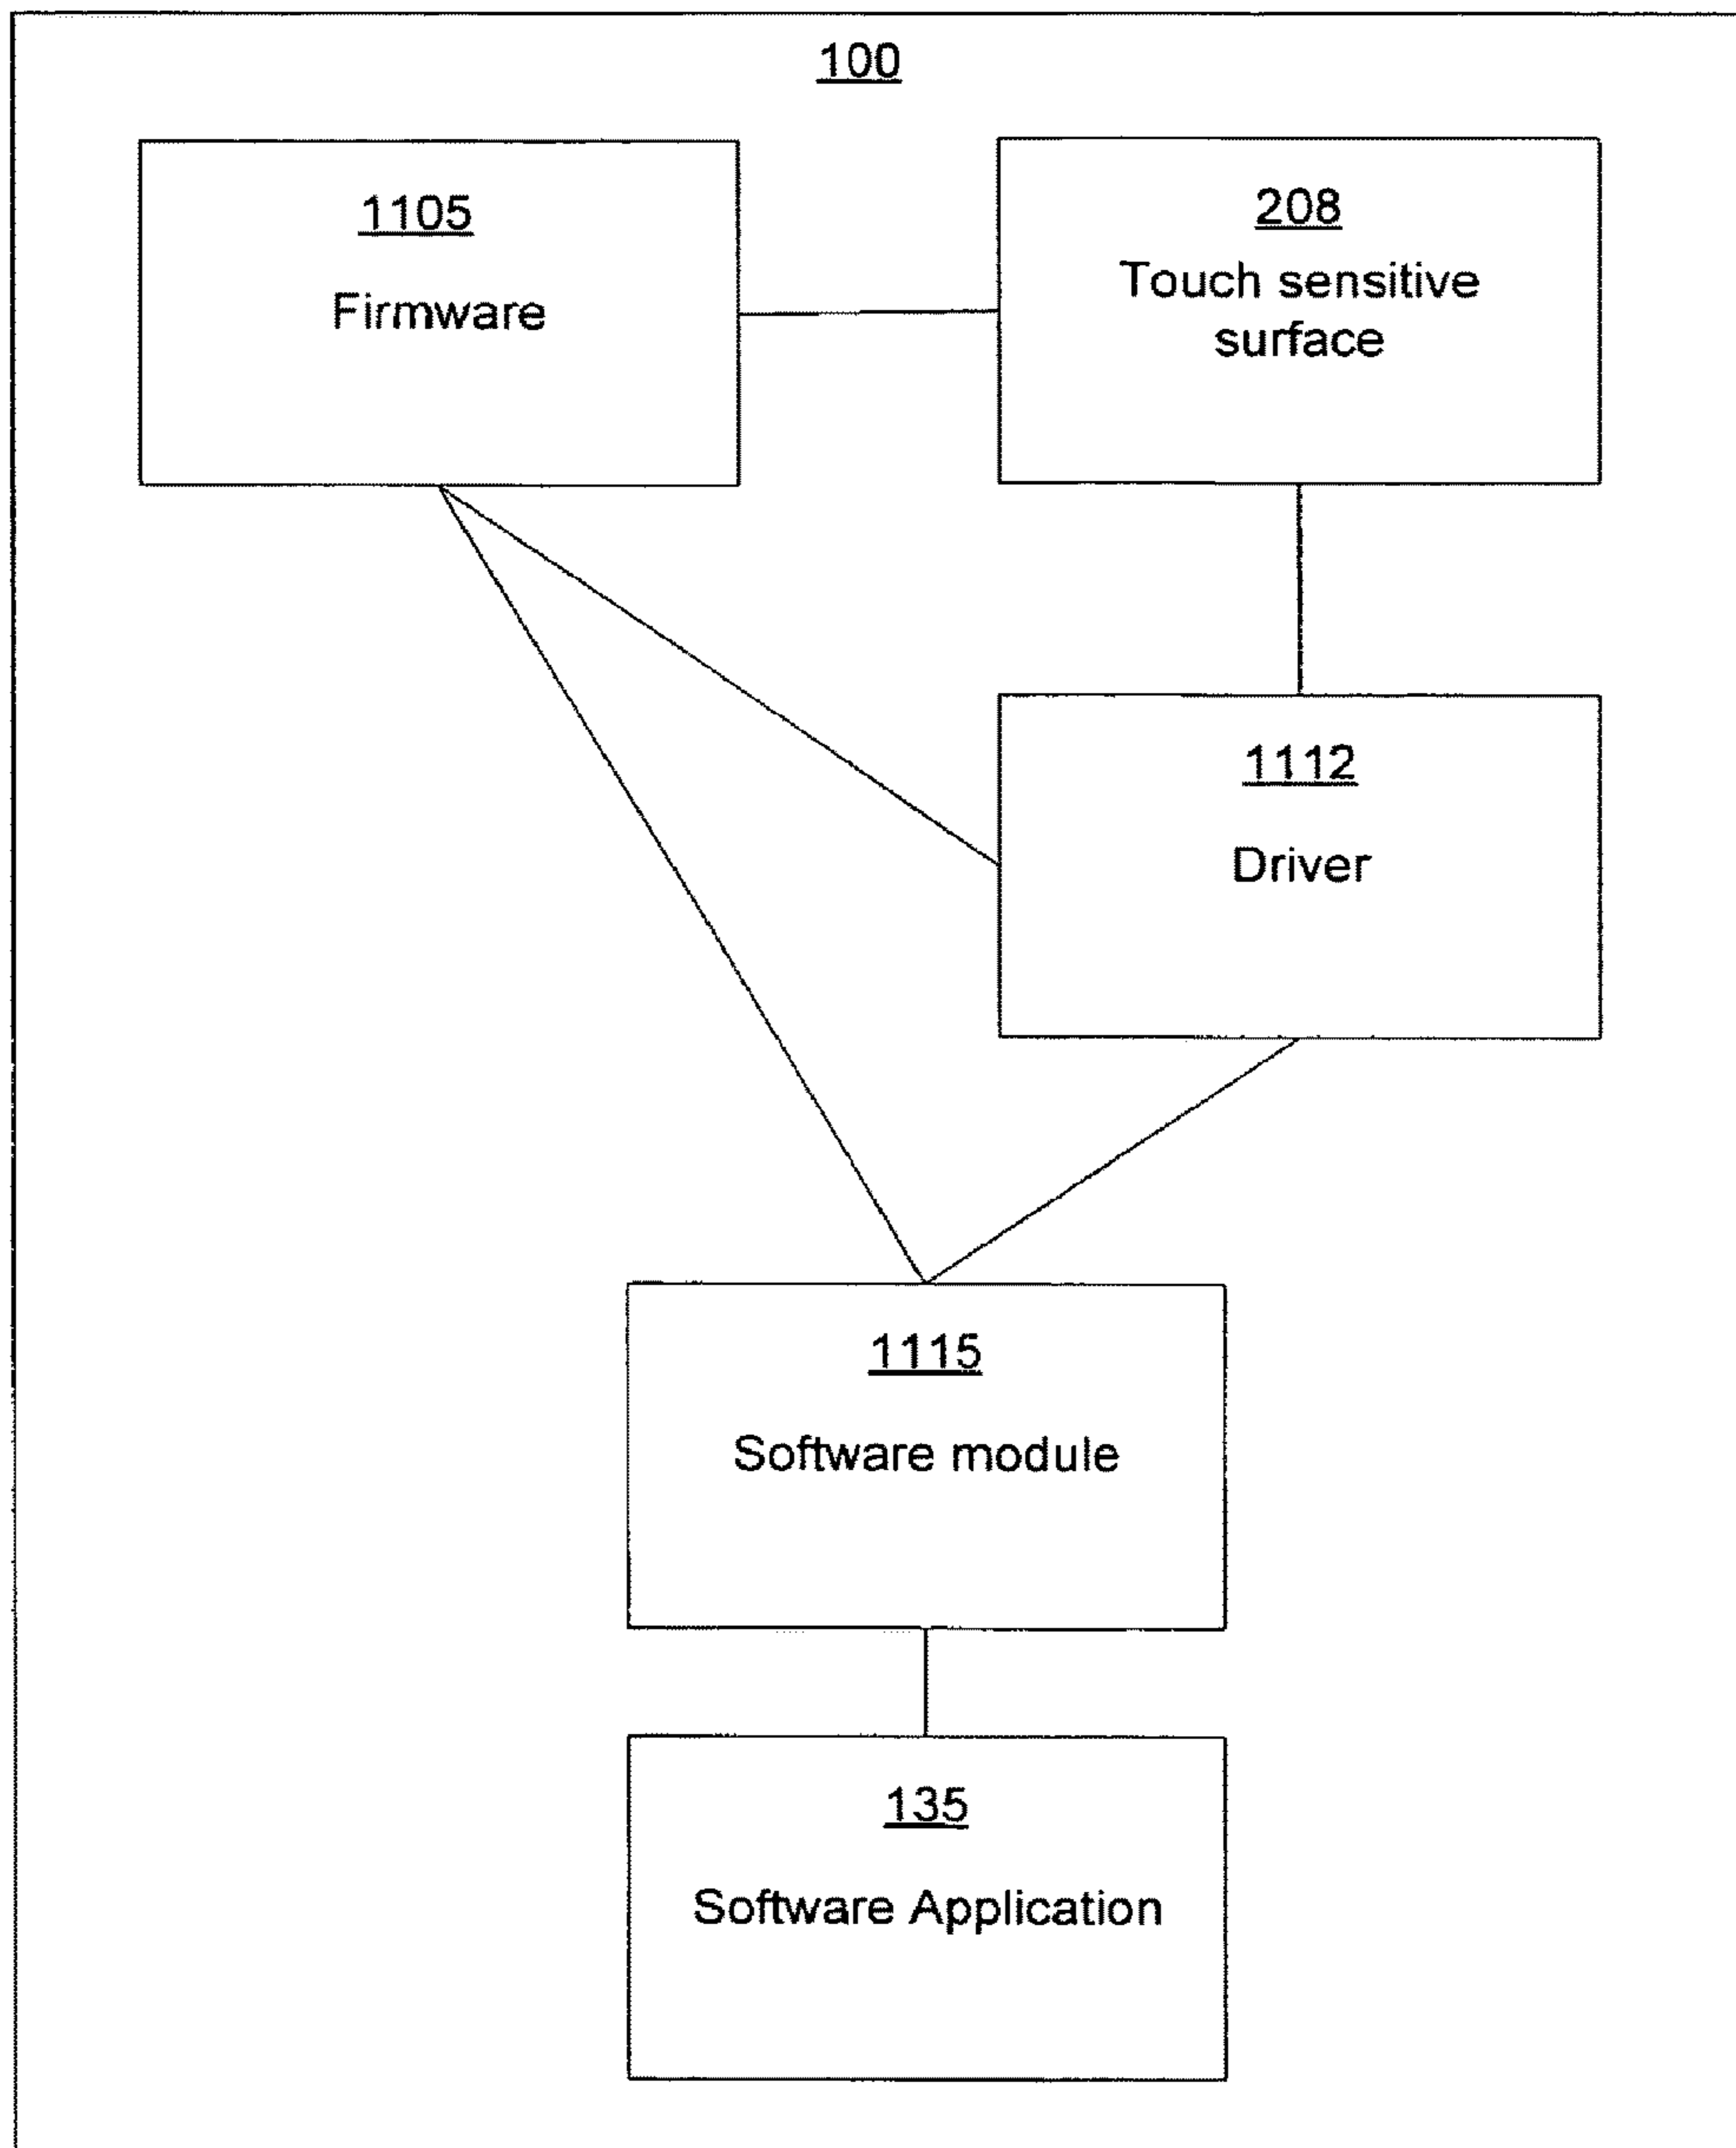 100
1105
Firmware
208
Touch sensitive
surface
1112
Driver
1115
Software module
135
Software Application